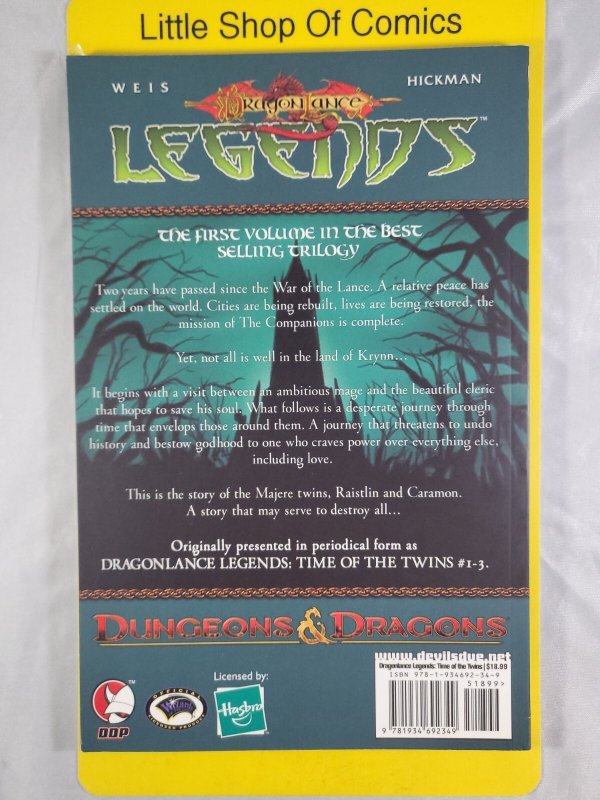 Little Shop Of Comics
WEIS
HICKMAN
DRAGONLANCE
LEGENDS™
THE FIRST VOLUME IN THE BEST
SELLING TRILOGY
Two years have passed since the War of the Lance. A relative peace has
settled on the world. Cities are being rebuilt, lives are being restored, the
mission of The Companions is complete.
Yet, not all is well in the land of Krynn...
It begins with a visit between an ambitious mage and the beautiful cleric
that hopes to save his soul. What follows is a desperate journey through
time that envelops those around them. A journey that threatens to undo
history and bestow godhood to one who craves power over everything else,
including love.
This is the story of the Majere twins, Raistlin and Caramon.
A story that may serve to destroy all...
Originally presented in periodical form as
DRAGONLANCE LEGENDS: TIME OF THE TWINS #1-3.
DUNGEONS & DRAGONS
www.devilsdue.net
Dragonlance Legends: Time of the Twins | $18.99
ISBN 978-1-934692-34-9
51899>
9 781934 692349
Licensed by:
™
DDP
OFFICIAL
Wizards
LICENSED PRODUCT
Hasbro